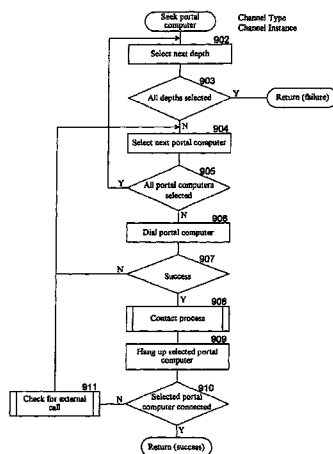 Seek portal
computer
Channel Type
Channel Instance
902
Select next depth
903
All depths selected
Y
Return (failure)
N
904
Select next portal computer
905
Y
All portal computers
selected
N
906
Dial portal computer
907
N
Success
Y
908
Contact process
909
Hang up selected portal
computer
910
911
Check for external
call
N
Selected portal
computer connected
Y
Return (success)